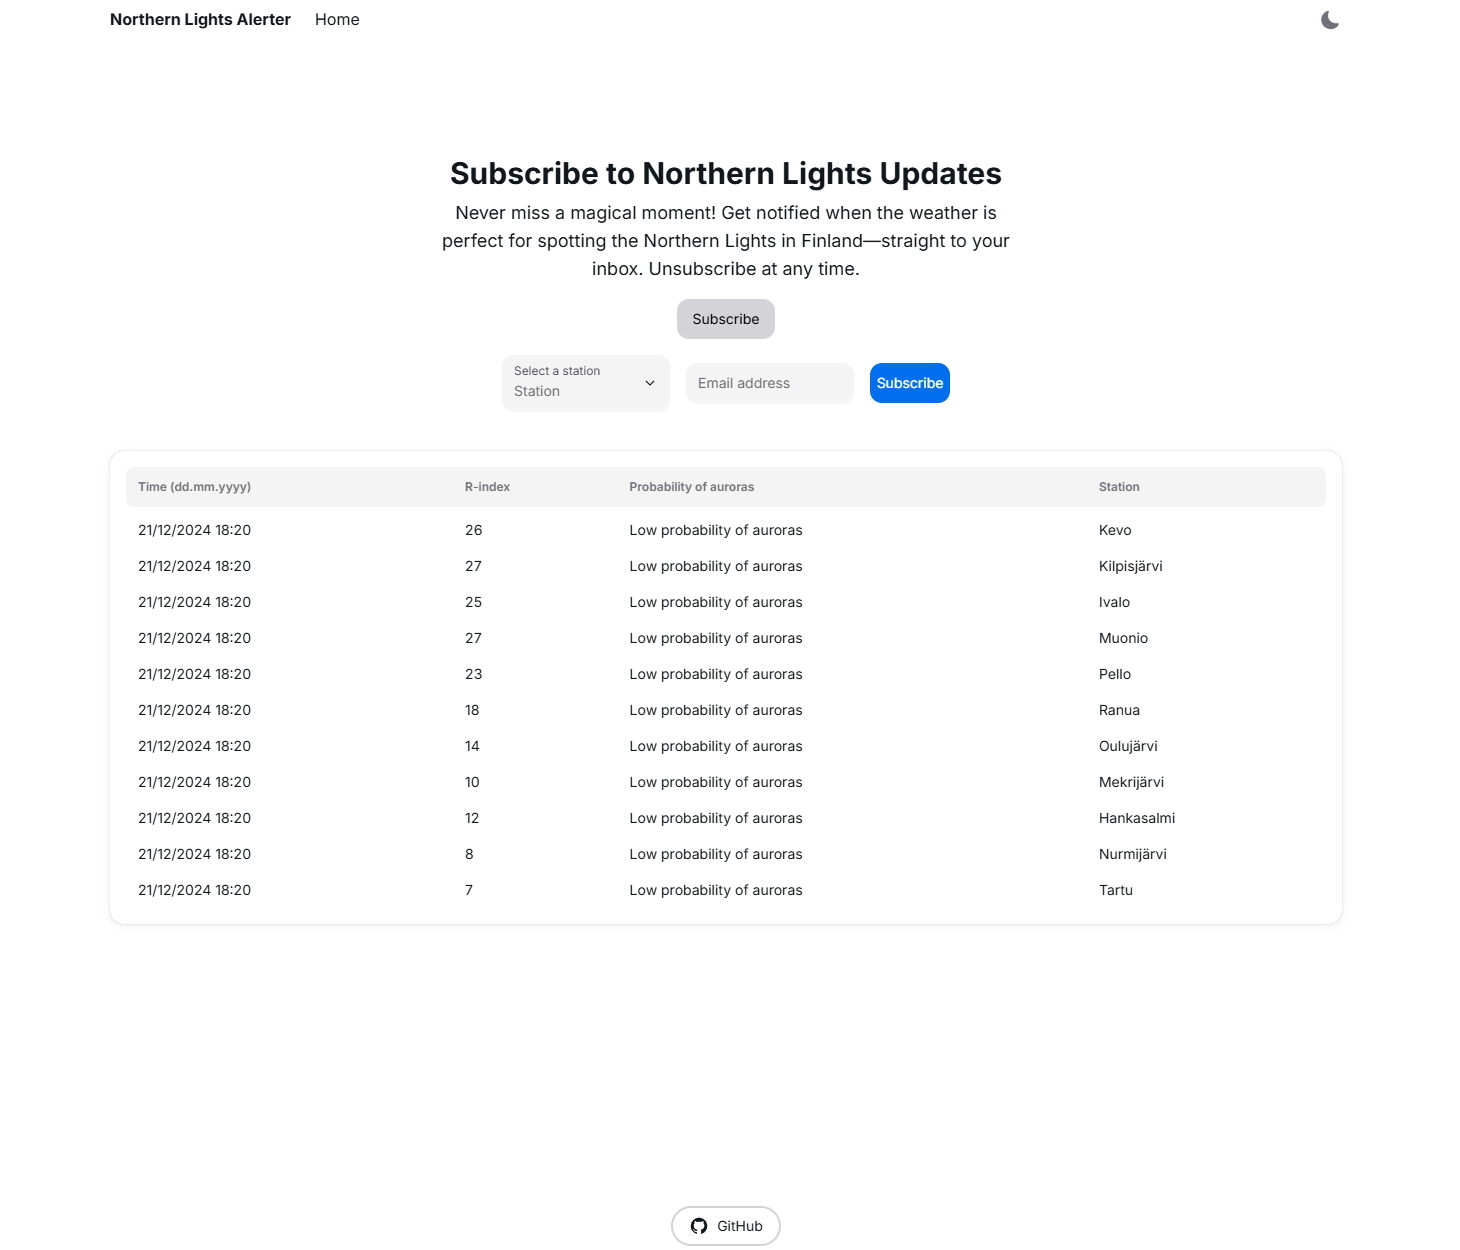 Northern Lights Alerter Home
Subscribe to Northern Lights Updates
Never miss a magical moment! Get notified when the weather is
perfect for spotting the Northern Lights in Finland—straight to your
inbox. Unsubscribe at any time.
Subscribe
Select a station
Station
Email address
Subscribe
Time (dd.mm.yyyy) R-index Probability of auroras Station
21/12/2024 18:20 26 Low probability of auroras Kevo
21/12/2024 18:20 27 Low probability of auroras Kilpisjärvi
21/12/2024 18:20 25 Low probability of auroras Ivalo
21/12/2024 18:20 27 Low probability of auroras Muonio
21/12/2024 18:20 23 Low probability of auroras Pello
21/12/2024 18:20 18 Low probability of auroras Ranua
21/12/2024 18:20 14 Low probability of auroras Oulujärvi
21/12/2024 18:20 10 Low probability of auroras Mekrijärvi
21/12/2024 18:20 12 Low probability of auroras Hankasalmi
21/12/2024 18:20 8 Low probability of auroras Nurmijärvi
21/12/2024 18:20 7 Low probability of auroras Tartu
GitHub